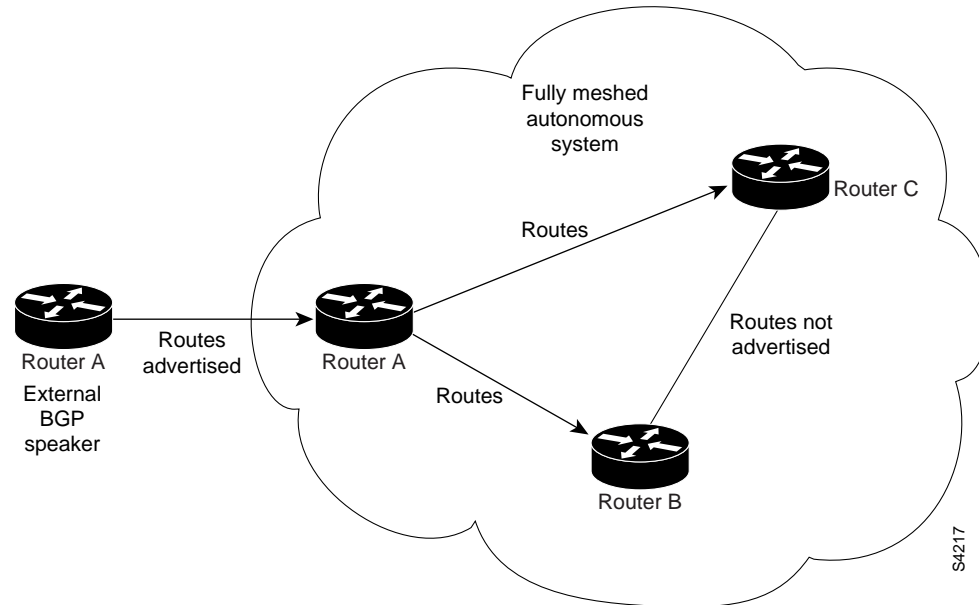 Fully meshed
autonomous
system
Router C
Routes
Router A
External
BGP
speaker
Routes
advertised
Router A
Routes not
advertised
Routes
Router B
S4217